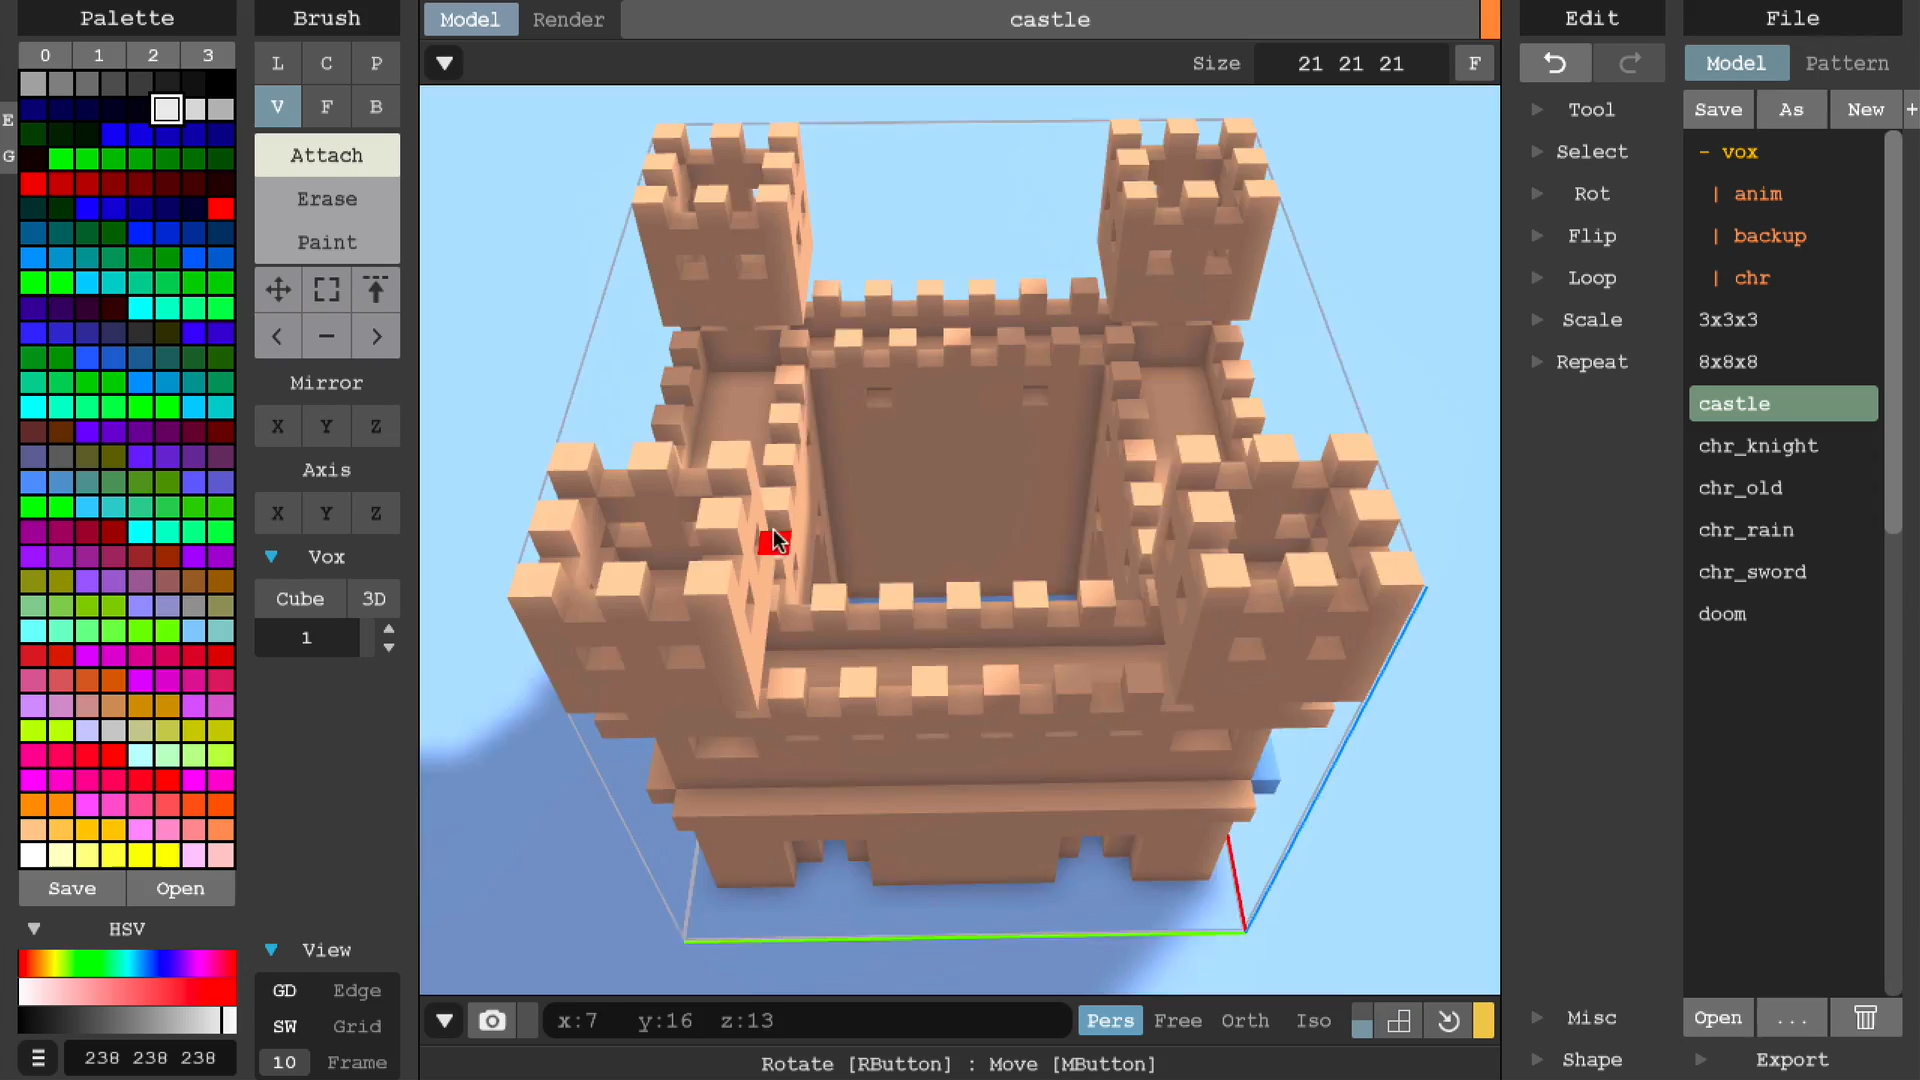 Palette
0 1 2 3
E
G
Save Open
HSV
238 238 238
Brush
L C P
V F B
Attach
Erase
Paint
< - >
Mirror
X Y Z
Axis
X Y Z
Vox
Cube 3D
1
View
GD Edge
SW Grid
10 Frame
Model Render castle
Size 21 21 21 F
x:7 y:16 z:13
Pers Free Orth Iso
Rotate [RButton] : Move [MButton]
Edit
Tool
Select
Rot
Flip
Loop
Scale
Repeat
Misc
Shape
File
Model Pattern
Save As New +
- vox
| anim
| backup
| chr
3x3x3
8x8x8
castle
chr_knight
chr_old
chr_rain
chr_sword
doom
Open ...
Export